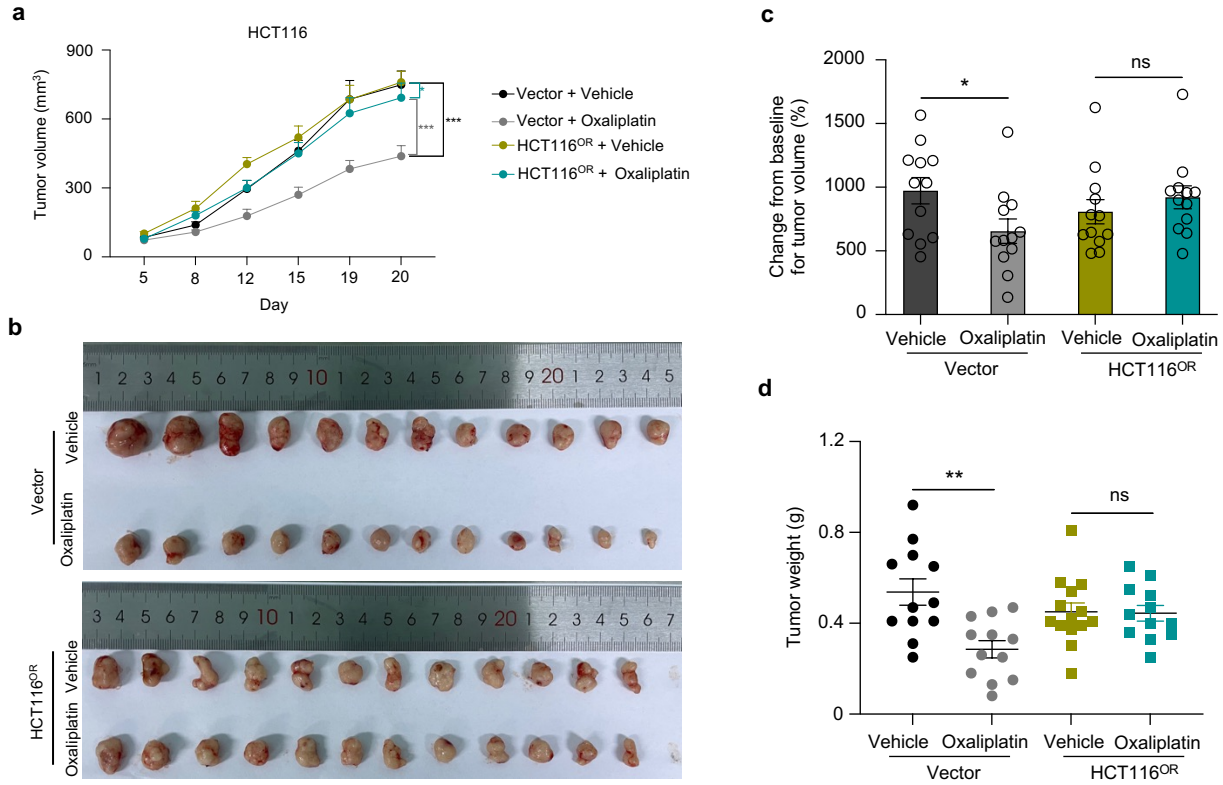 a
HCT116
Tumor volume (mm³)
900
600
300
0
5 8 12 15 19 20
Day
*
***
***
Vector + Vehicle
Vector + Oxaliplatin
HCT116ᴼᴿ + Vehicle
HCT116ᴼᴿ + Oxaliplatin
b
Vector
Vehicle
Oxaliplatin
1 2 3 4 5 6 7 8 9 10 1 2 3 4 5 6 7 8 9 20 1 2 3 4 5
HCT116ᴼᴿ
Vehicle
Oxaliplatin
3 4 5 6 7 8 9 10 1 2 3 4 5 6 7 8 9 20 1 2 3 4 5 6 7
c
Change from baseline
for tumor volume (%)
2000
1500
1000
500
0
*
ns
Vehicle Oxaliplatin Vehicle Oxaliplatin
Vector HCT116ᴼᴿ
d
Tumor weight (g)
1.2
0.8
0.4
0
**
ns
Vehicle Oxaliplatin Vehicle Oxaliplatin
Vector HCT116ᴼᴿ